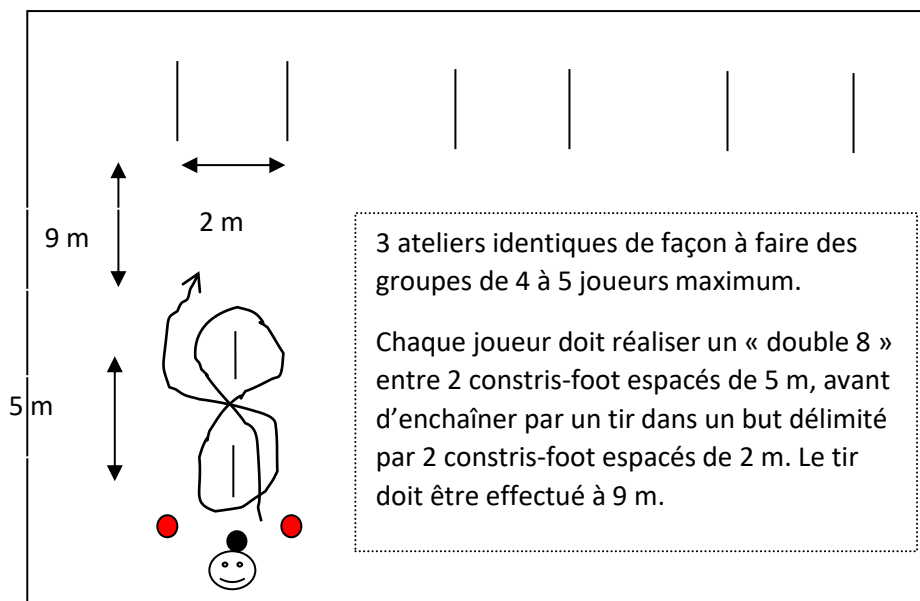 2 m
9 m
5 m
3 ateliers identiques de façon à faire des
groupes de 4 à 5 joueurs maximum.
Chaque joueur doit réaliser un « double 8 »
entre 2 constris-foot espacés de 5 m, avant
d’enchaîner par un tir dans un but délimité
par 2 constris-foot espacés de 2 m. Le tir
doit être effectué à 9 m.